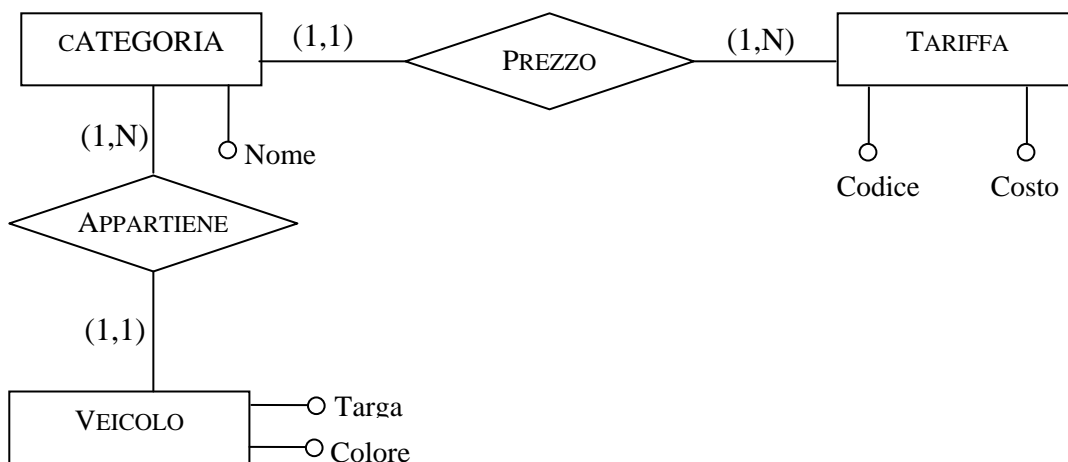 CATEGORIA
(1,1)
PREZZO
(1,N)
TARIFFA
(1,N)
Nome
Codice
Costo
APPARTIENE
(1,1)
VEICOLO
Targa
Colore